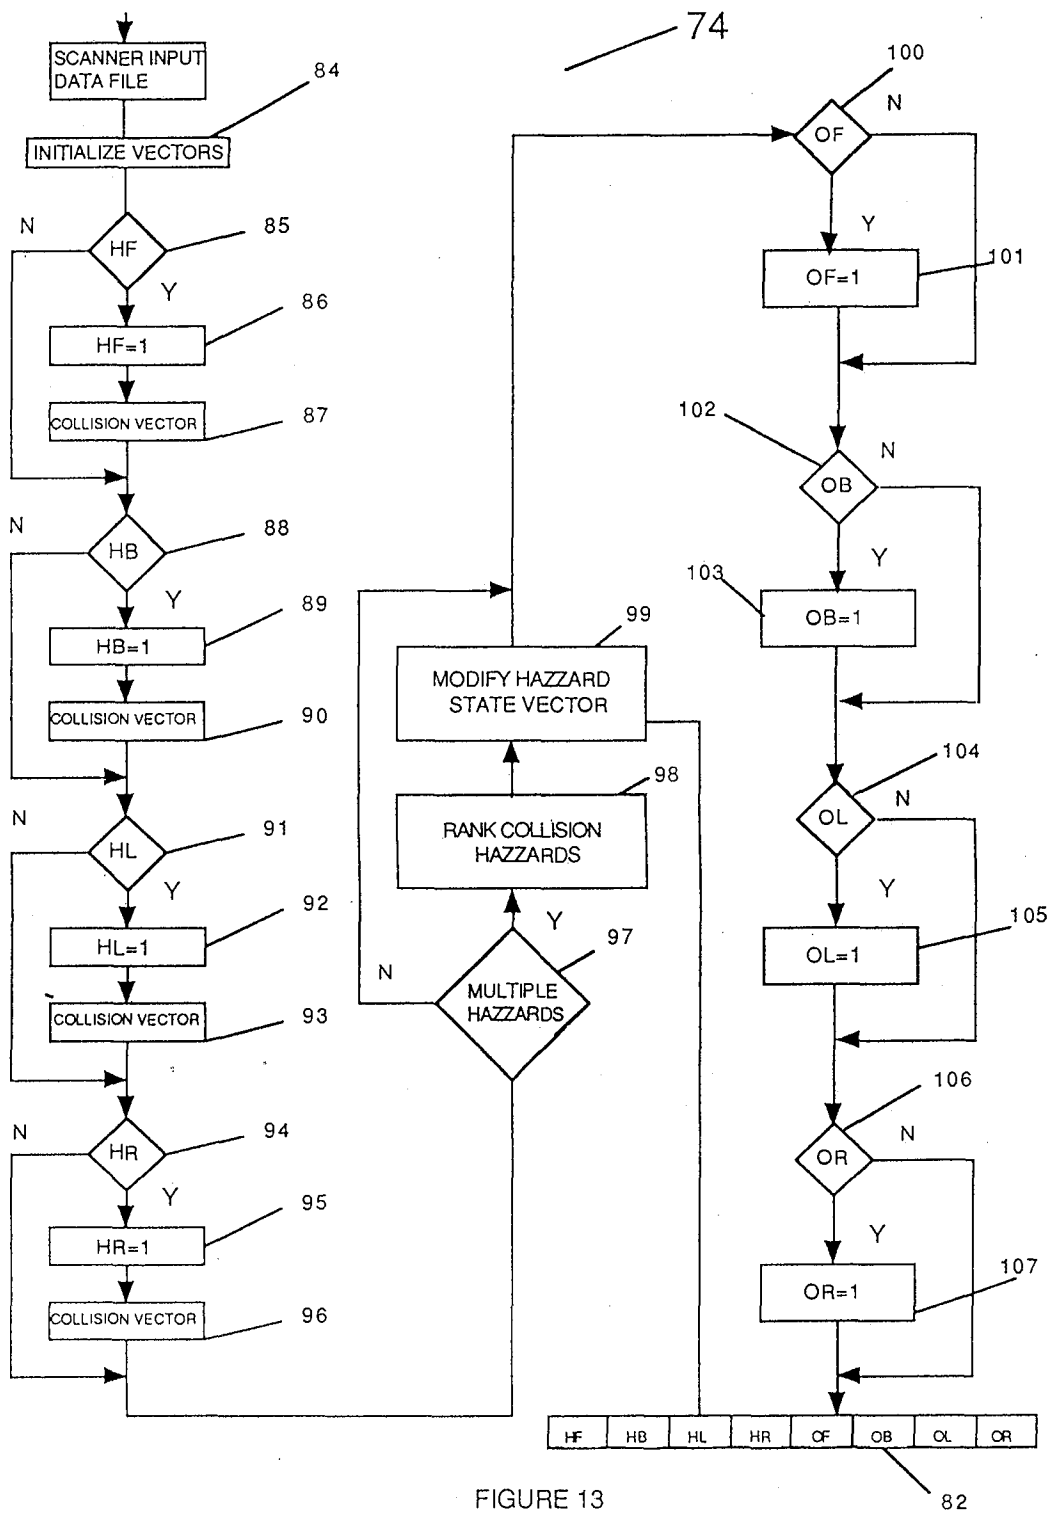 74
SCANNER INPUT
DATA FILE
84
INITIALIZE VECTORS
N
HF
85
Y
86
HF=1
87
COLLISION VECTOR
N
HB
88
Y
89
HB=1
90
COLLISION VECTOR
N
HL
91
Y
92
HL=1
93
COLLISION VECTOR
N
HR
94
Y
95
HR=1
96
COLLISION VECTOR
99
MODIFY HAZZARD
STATE VECTOR
98
RANK COLLISION
HAZZARDS
Y
97
N
MULTIPLE
HAZZARDS
100
N
OF
Y
101
OF=1
102
N
OB
Y
103
OB=1
104
N
OL
Y
105
OL=1
106
N
OR
Y
107
OR=1
HF HB HL HR OF OB OL OR
82
FIGURE 13